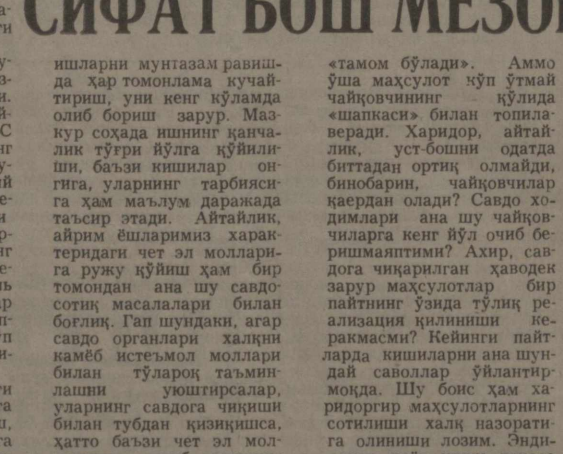 СИФАТ БОШ
ишларни мунтазам равиш-
да ҳар томонлама кучай-
тириш, уни кенг кўламда
олиб бориш зарур. Маз-
кур соҳада ишнинг қанча-
лик тўғри йўлга қўйили-
ши, баъзи кишилар он-
гига, уларнинг тарбияси-
га ҳам маълум даражада
таъсир этади. Айтайлик,
айрим ёшларимиз харак-
теридаги чет эл моллари-
га ружу қўйиш ҳам бир
томондан ана шу савдо-
сотиқ масалалари билан
боғлиқ. Гап шундаки, агар
савдо органлари халқни
камёб истеъмол моллари
билан тўлароқ таъмин-
лашни уюштирсалар,
уларнинг савдога чиқиши
билан тубдан қизиқишса,
ҳатто баъзи чет эл мол-
«тамом бўлади». Аммо
ўша маҳсулот кўп ўтмай
чайқовчининг қўлида
«шапкаси» билан топила-
веради. Харидор, айтай-
лик, уст-бошни одатда
биттадан ортиқ олмайди,
бинобарин, чайқовчилар
қаердан олади? Савдо хо-
димлари ана шу чайқов-
чиларга кенг йўл очиб бе-
ришмаяптими? Ахир, сав-
дога чиқарилган ҳаводек
зарур маҳсулотлар бир
пайтнинг ўзида тўлиқ ре-
ализация қилиниши ке-
ракмасми? Кейинги пайт-
ларда кишиларни ана шун-
дай саволлар ўйлантир-
моқда. Шу боис ҳам ха-
ридоргир маҳсулотларнинг
сотилиши халқ назорати-
га олиниши лозим. Энди-